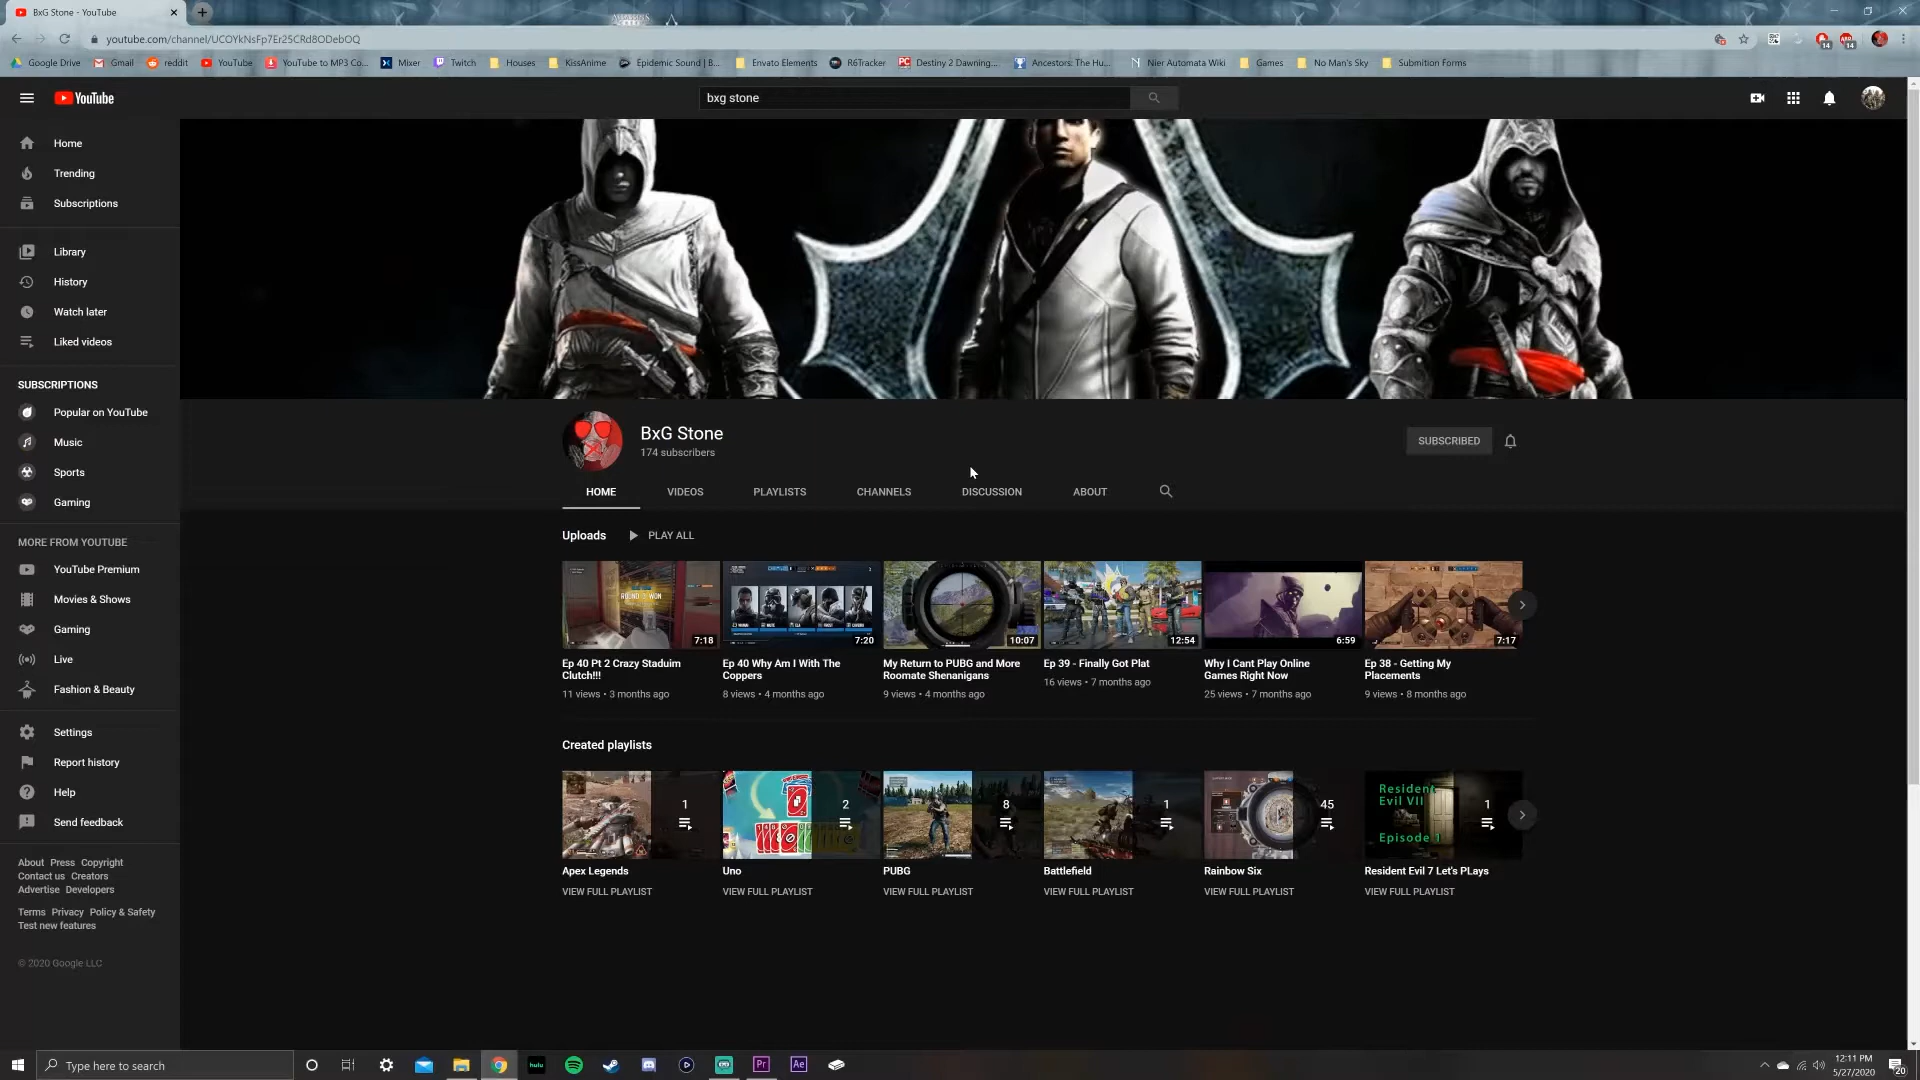 BxG Stone - YouTube
youtube.com/channel/UCOYkNsFp7Er25CRd8ODebOQ
Google Drive Gmail reddit YouTube YouTube to MP3 Co... Mixer Twitch Houses KissAnime Epidemic Sound | B... Envato Elements R6Tracker Destiny 2 Dawning... Ancestors: The Hu... Nier Automata Wiki Games No Man's Sky Submition Forms
YouTube
bxg stone
Home
Trending
Subscriptions
Library
History
Watch later
Liked videos
SUBSCRIPTIONS
Popular on YouTube
Music
Sports
Gaming
MORE FROM YOUTUBE
YouTube Premium
Movies & Shows
Gaming
Live
Fashion & Beauty
Settings
Report history
Help
Send feedback
About Press Copyright
Contact us Creators
Advertise Developers
Terms Privacy Policy & Safety
Test new features
© 2020 Google LLC
BxG Stone
174 subscribers
SUBSCRIBED
HOME VIDEOS PLAYLISTS CHANNELS DISCUSSION ABOUT
Uploads PLAY ALL
7:18 7:20 10:07 12:54 6:59 7:17
Ep 40 Pt 2 Crazy Staduim
Clutch!!!
11 views • 3 months ago
Ep 40 Why Am I With The
Coppers
8 views • 4 months ago
My Return to PUBG and More
Roomate Shenanigans
9 views • 4 months ago
Ep 39 - Finally Got Plat
16 views • 7 months ago
Why I Cant Play Online
Games Right Now
25 views • 7 months ago
Ep 38 - Getting My
Placements
9 views • 8 months ago
Created playlists
1 2 8 1 45 1
Resident
Evil VII
Episode 1
Apex Legends
VIEW FULL PLAYLIST
Uno
VIEW FULL PLAYLIST
PUBG
VIEW FULL PLAYLIST
Battlefield
VIEW FULL PLAYLIST
Rainbow Six
VIEW FULL PLAYLIST
Resident Evil 7 Let's PLays
VIEW FULL PLAYLIST
Type here to search
hulu
Pr
Ae
12:11 PM
5/27/2020
20